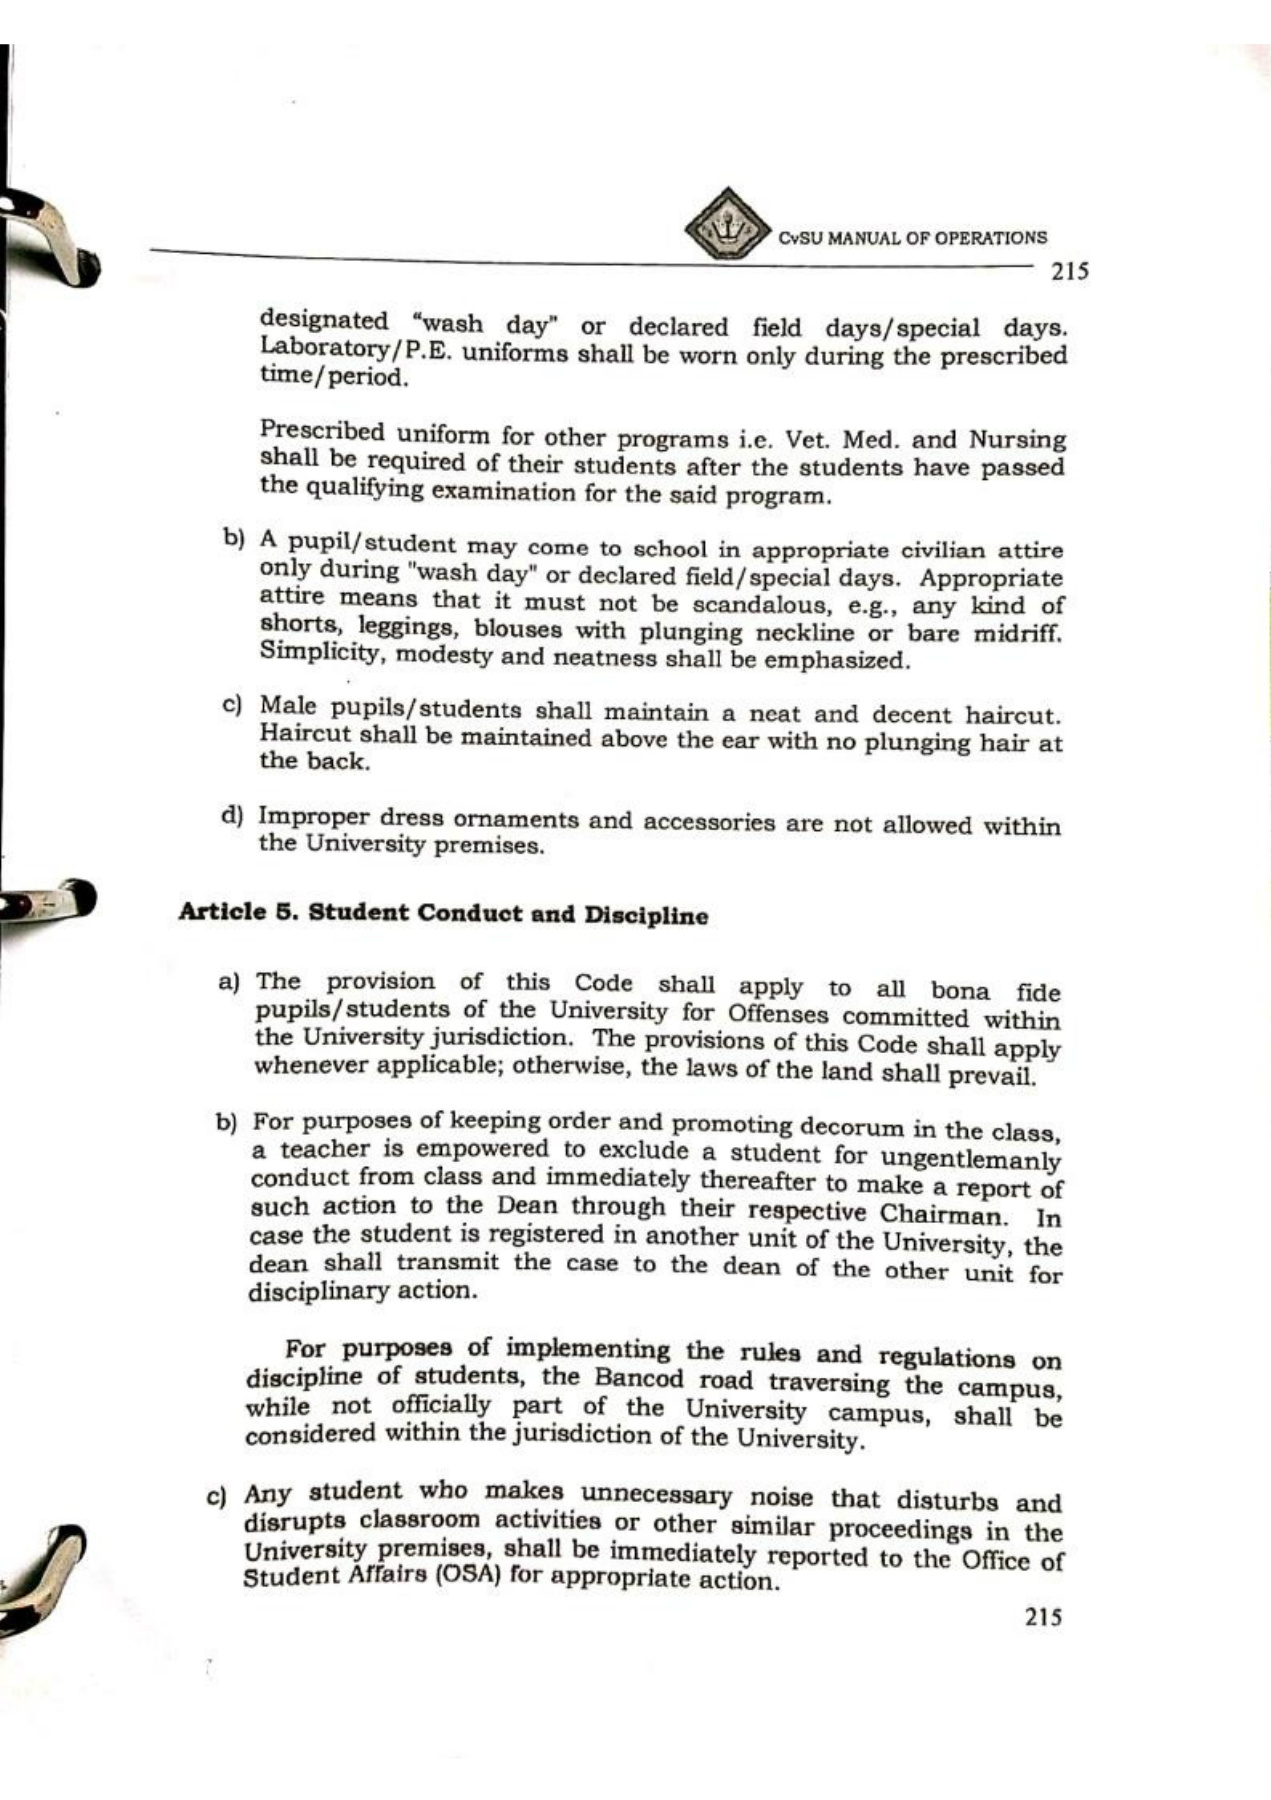 CvSU MANUAL OF OPERATIONS
215
designated “wash day" or declared field days/special days.
Laboratory/P.E. uniforms shall be worn only during the prescribed
time/period.
Prescribed uniform for other programs i.e. Vet. Med. and Nursing
shall be required of their students after the students have passed
the qualifying examination for the said program.
b) A pupil/student may come to school in appropriate civilian attire
only during "wash day" or declared field/special days. Appropriate
attire means that it must not be scandalous, e.g., any kind of
shorts, leggings, blouses with plunging neckline or bare midriff.
Simplicity, modesty and neatness shall be emphasized.
c) Male pupils/students shall maintain a neat and decent haircut.
Haircut shall be maintained above the ear with no plunging hair at
the back.
d) Improper dress ornaments and accessories are not allowed within
the University premises.
Article 5. Student Conduct and Discipline
a) The provision of this Code shall apply to all bona fide
pupils/students of the University for Offenses committed within
the University jurisdiction. The provisions of this Code shall apply
whenever applicable; otherwise, the laws of the land shall prevail.
b) For purposes of keeping order and promoting decorum in the class,
a teacher is empowered to exclude a student for ungentlemanly
conduct from class and immediately thereafter to make a report of
such action to the Dean through their respective Chairman. In
case the student is registered in another unit of the University, the
dean shall transmit the case to the dean of the other unit for
disciplinary action.
For purposes of implementing the rules and regulations on
discipline of students, the Bancod road traversing the campus,
while not officially part of the University campus, shall be
considered within the jurisdiction of the University.
c) Any student who makes unnecessary noise that disturbs and
disrupts classroom activities or other similar proceedings in the
University premises, shall be immediately reported to the Office of
Student Affairs (OSA) for appropriate action.
215